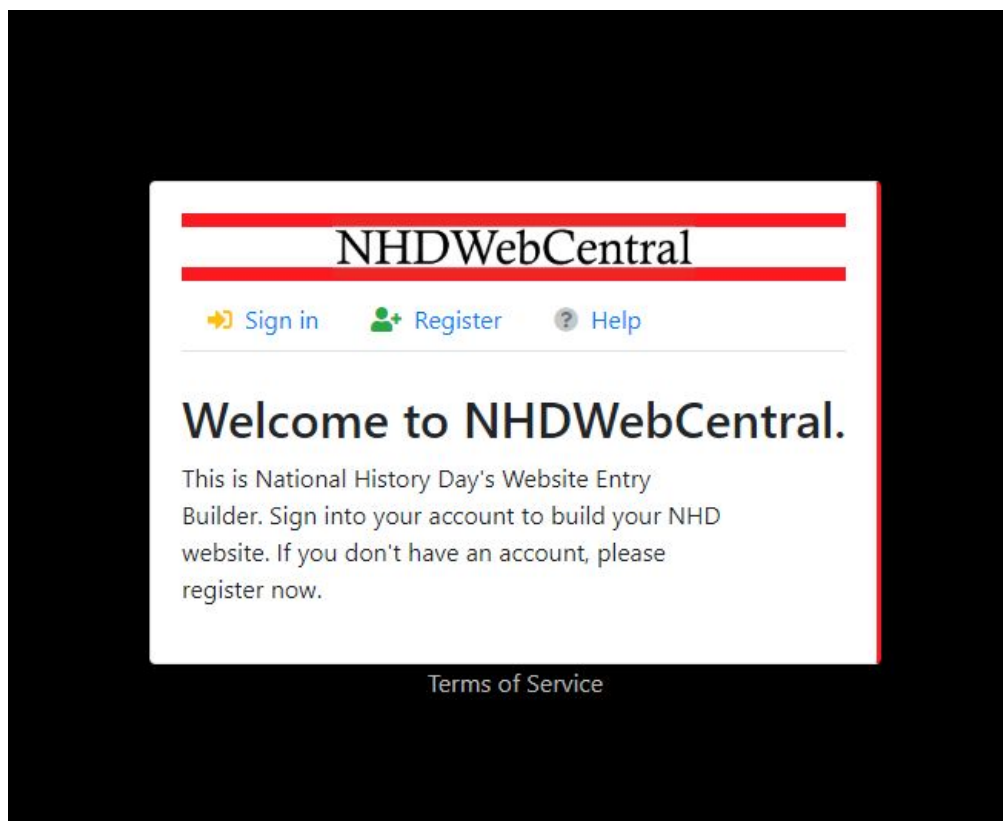 NHDWebCentral
Sign in Register Help
Welcome to NHDWebCentral.
This is National History Day's Website Entry
Builder. Sign into your account to build your NHD
website. If you don't have an account, please
register now.
Terms of Service